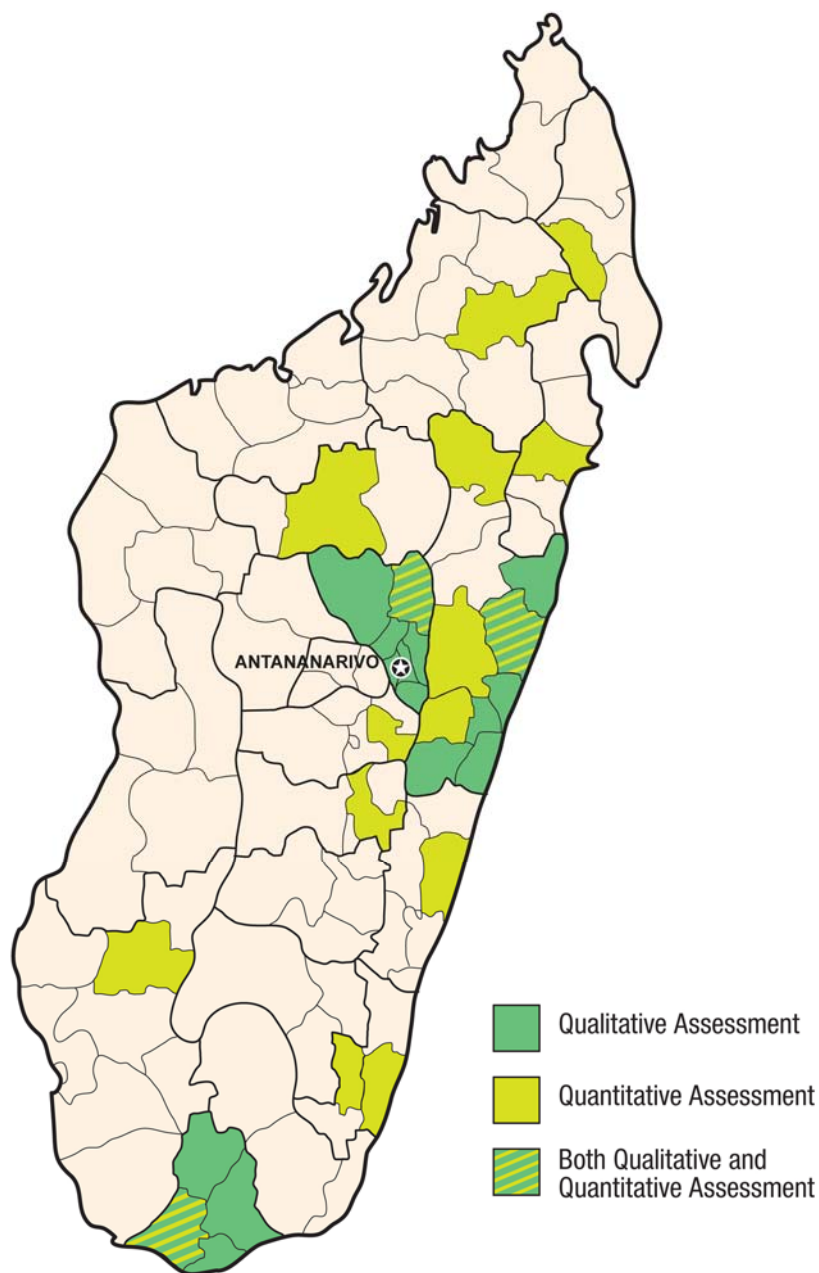 ANTANANARIVO
Qualitative Assessment
Quantitative Assessment
Both Qualitative and
Quantitative Assessment